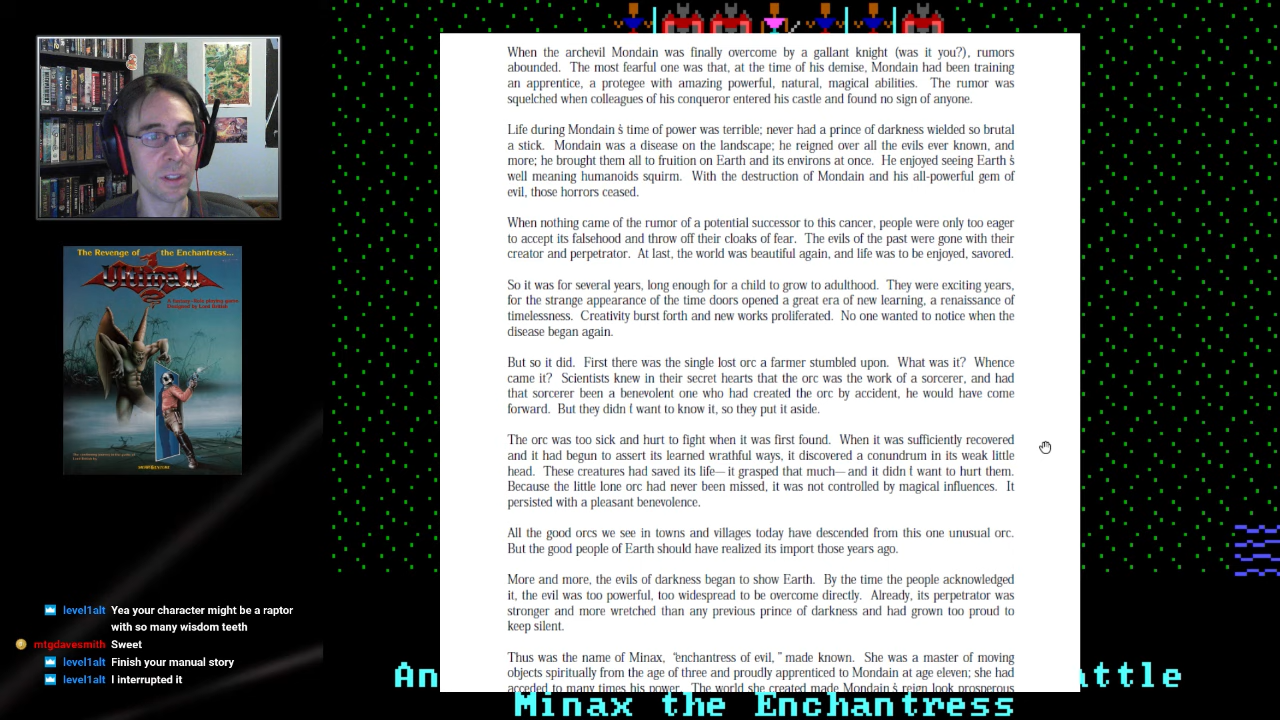 When the archevil Mondain was finally overcome by a gallant knight (was it you?), rumors
abounded. The most fearful one was that, at the time of his demise, Mondain had been training
an apprentice, a protegee with amazing powerful, natural, magical abilities. The rumor was
squelched when colleagues of his conqueror entered his castle and found no sign of anyone.
Life during Mondain š time of power was terrible; never had a prince of darkness wielded so brutal
a stick. Mondain was a disease on the landscape; he reigned over all the evils ever known, and
more; he brought them all to fruition on Earth and its environs at once. He enjoyed seeing Earth š
well meaning humanoids squirm. With the destruction of Mondain and his all-powerful gem of
evil, those horrors ceased.
When nothing came of the rumor of a potential successor to this cancer, people were only too eager
to accept its falsehood and throw off their cloaks of fear. The evils of the past were gone with their
creator and perpetrator. At last, the world was beautiful again, and life was to be enjoyed, savored.
So it was for several years, long enough for a child to grow to adulthood. They were exciting years,
for the strange appearance of the time doors opened a great era of new learning, a renaissance of
timelessness. Creativity burst forth and new works proliferated. No one wanted to notice when the
disease began again.
But so it did. First there was the single lost orc a farmer stumbled upon. What was it? Whence
came it? Scientists knew in their secret hearts that the orc was the work of a sorcerer, and had
that sorcerer been a benevolent one who had created the orc by accident, he would have come
forward. But they didn t want to know it, so they put it aside.
The orc was too sick and hurt to fight when it was first found. When it was sufficiently recovered
and it had begun to assert its learned wrathful ways, it discovered a conundrum in its weak little
head. These creatures had saved its life—it grasped that much—and it didn t want to hurt them.
Because the little lone orc had never been missed, it was not controlled by magical influences. It
persisted with a pleasant benevolence.
All the good orcs we see in towns and villages today have descended from this one unusual orc.
But the good people of Earth should have realized its import those years ago.
More and more, the evils of darkness began to show Earth. By the time the people acknowledged
it, the evil was too powerful, too widespread to be overcome directly. Already, its perpetrator was
stronger and more wretched than any previous prince of darkness and had grown too proud to
keep silent.
Thus was the name of Minax, “enchantress of evil,” made known. She was a master of moving
objects spiritually from the age of three and proudly apprenticed to Mondain at age eleven; she had
acceded to many times his power. The world she created made Mondain š reign look prosperous
The Revenge of the Enchantress...
Ultima II
level1alt Yea your character might be a raptor
with so many wisdom teeth
mtgdavesmith Sweet
level1alt Finish your manual story
level1alt I interrupted it
An ttle
Minax the Enchantress